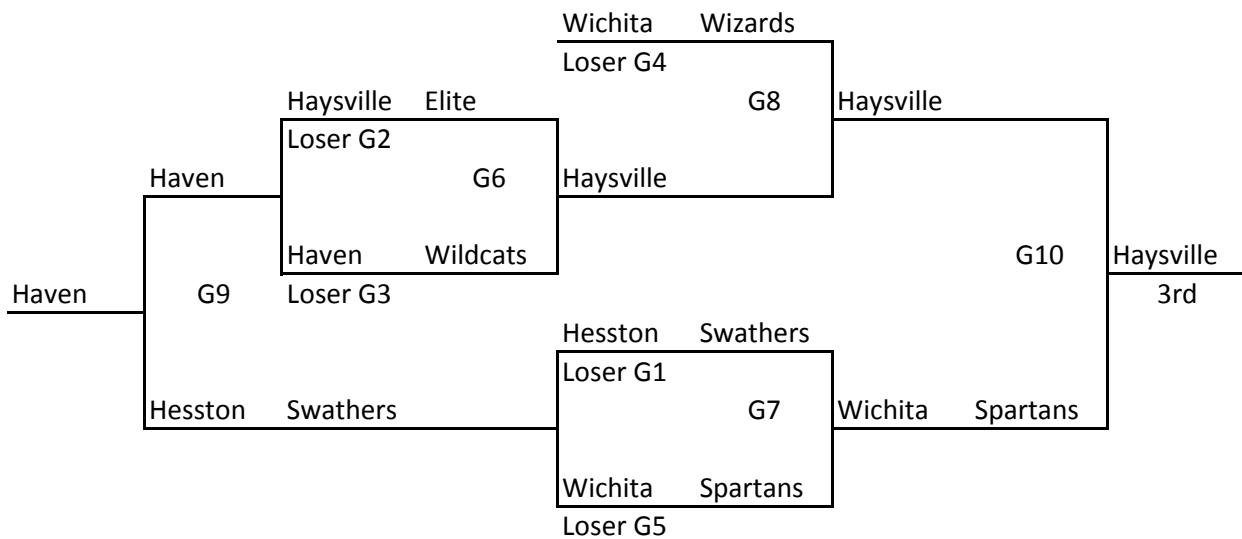 Wichita Wizards
Loser G4
Haysville Elite G8 Haysville
Loser G2
Haven G6 Haysville
Haven Wildcats G10 Haysville
Haven G9 Loser G3 3rd
Hesston Swathers
Loser G1
Hesston Swathers G7 Wichita Spartans
Wichita Spartans
Loser G5